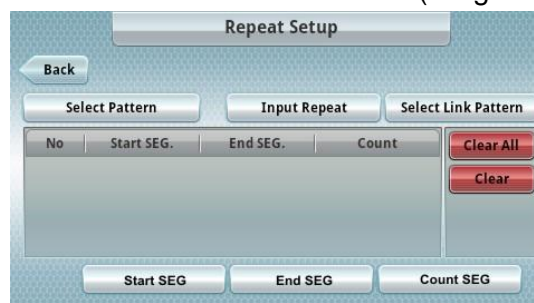 Repeat Setup
Back
Select Pattern Input Repeat Select Link Pattern
No Start SEG. End SEG. Count Clear All
Clear
Start SEG End SEG Count SEG